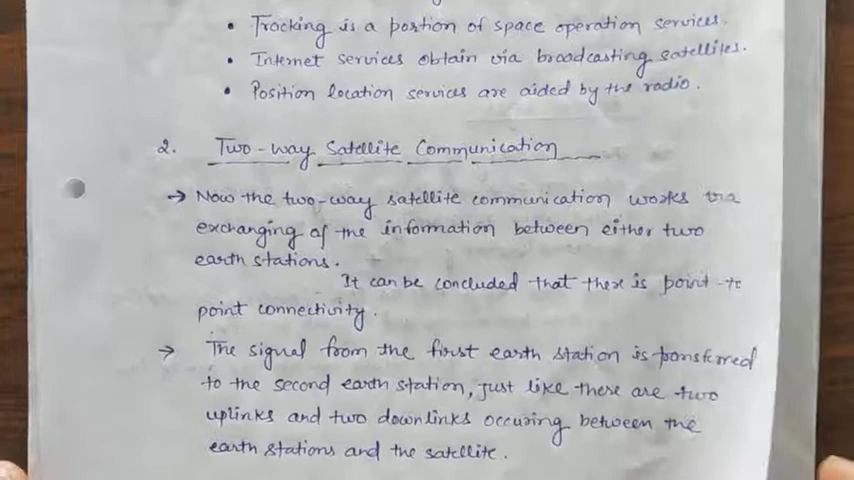 • Tracking is a portion of space operation services.
• Internet services obtain via broadcasting satellites.
• Position location services are aided by the radio.
2. Two-way Satellite Communication
→ Now the two-way satellite communication works via
exchanging of the information between either two
earth stations.
It can be concluded that there is point-to
point connectivity.
→ The signal from the first earth station is transferred
to the second earth station, just like there are two
uplinks and two downlinks occuring between the
earth stations and the satellite.